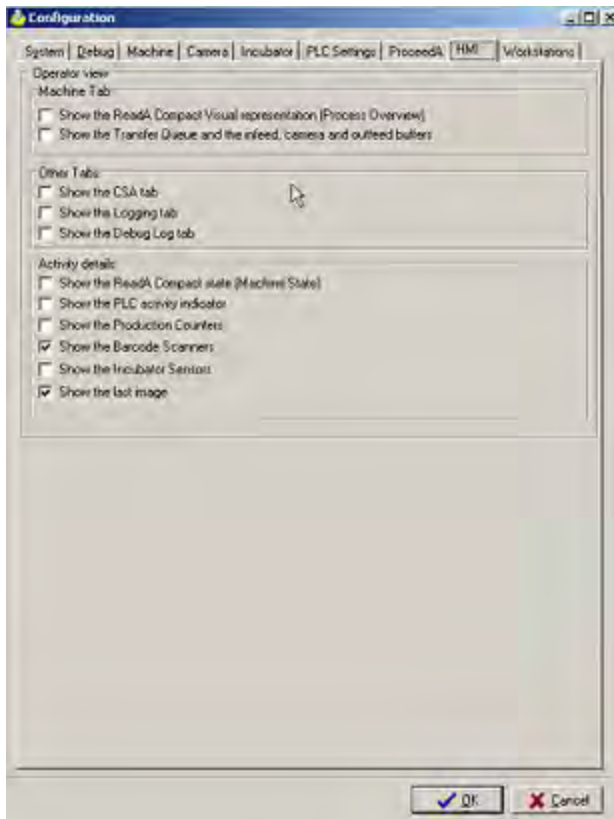 Configuration
System Debug Machine Camera Incubator PLC Settings ProceedA HMI Workstations
Operator view
Machine Tab
Show the ReadA Compact Visual representation (Process Overview)
Show the Transfer Queue and the infeed, camera and outfeed buffers
Other Tabs
Show the CSA tab
Show the Logging tab
Show the Debug Log tab
Activity details
Show the ReadA Compact state (Machine State)
Show the PLC activity indicator
Show the Production Counters
Show the Barcode Scanners
Show the Incubator Sensors
Show the last image
OK Cancel